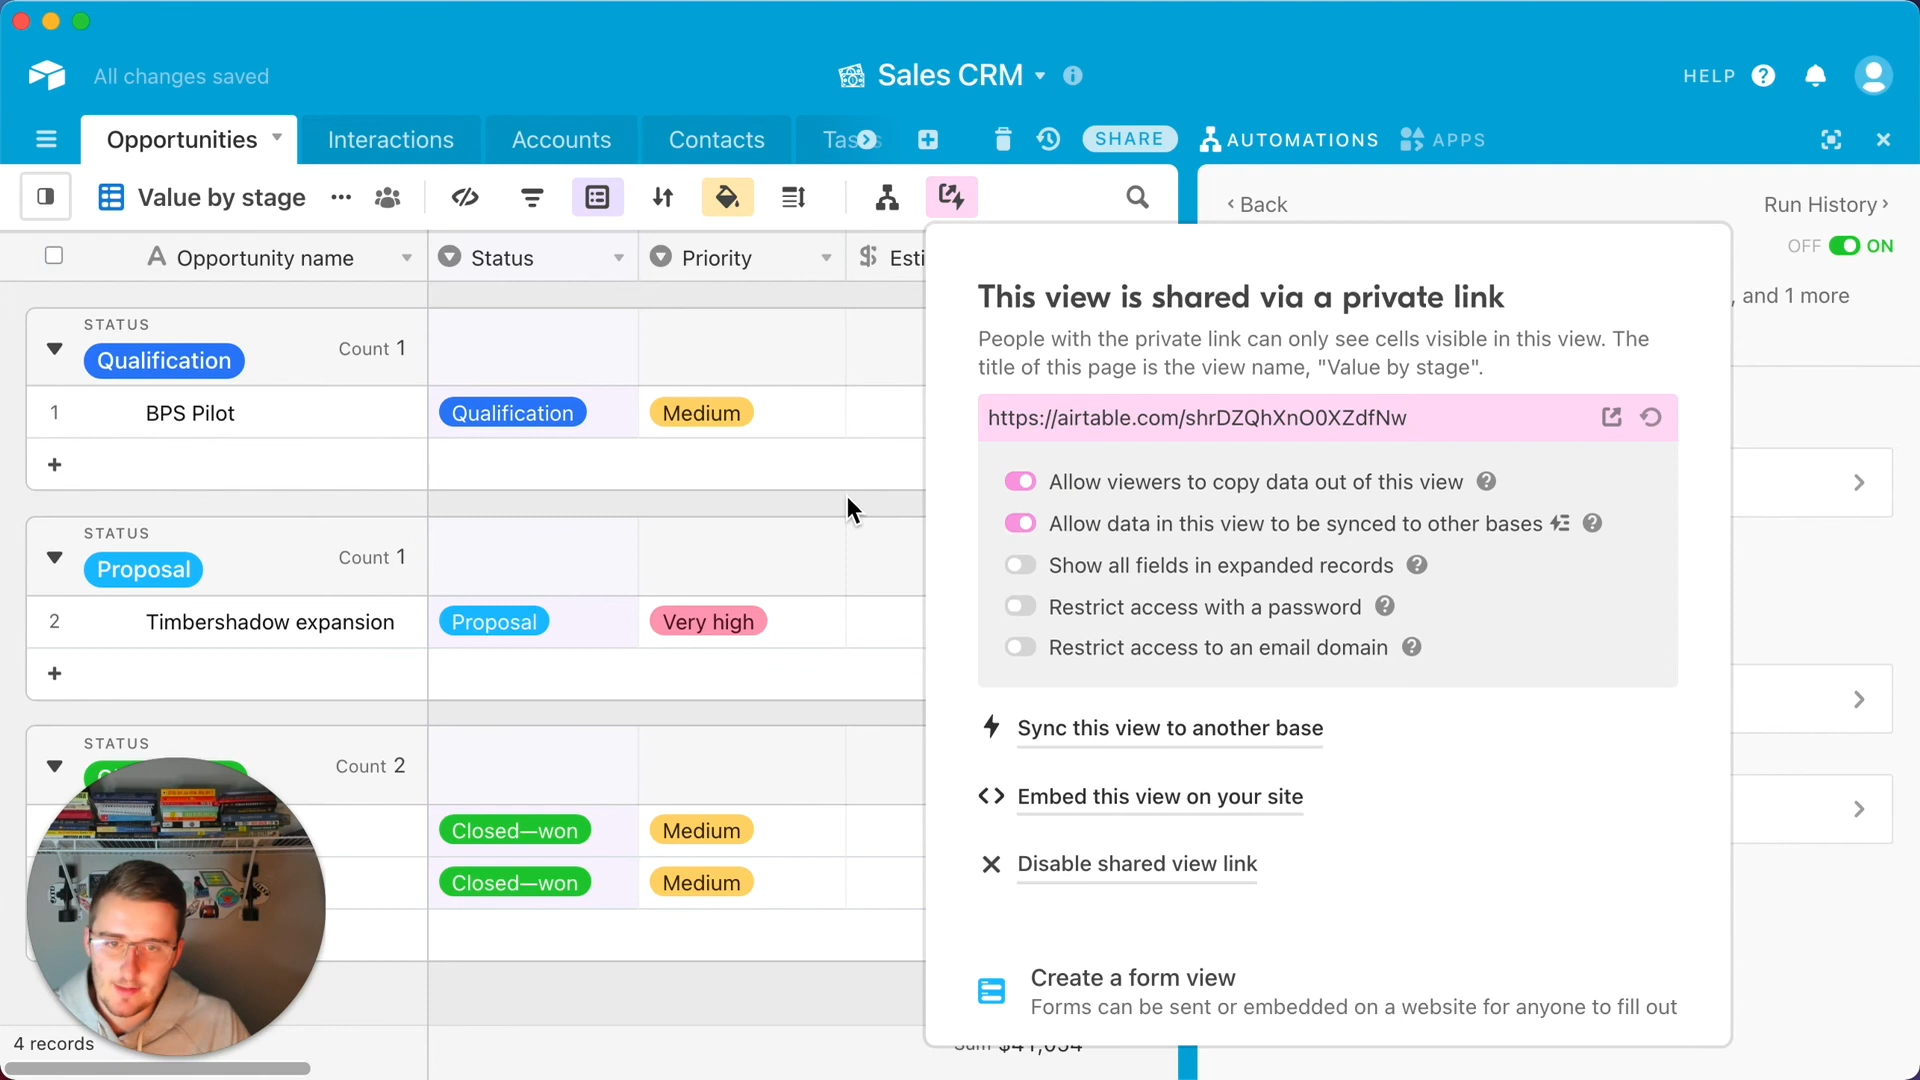 All changes saved
Sales CRM
HELP
Opportunities
Interactions
Accounts
Contacts
SHARE
AUTOMATIONS
APPS
Value by stage
‹ Back
Run History ›
Opportunity name
Status
Priority
OFF
ON
This view is shared via a private link
, and 1 more
People with the private link can only see cells visible in this view. The
title of this page is the view name, "Value by stage".
https://airtable.com/shrDZQhXnO0XZdfNw
Allow viewers to copy data out of this view
Allow data in this view to be synced to other bases
Show all fields in expanded records
Restrict access with a password
Restrict access to an email domain
Sync this view to another base
Embed this view on your site
Disable shared view link
Create a form view
Forms can be sent or embedded on a website for anyone to fill out
STATUS
Qualification
Count 1
1 BPS Pilot Qualification Medium
STATUS
Proposal
Count 1
2 Timbershadow expansion Proposal Very high
STATUS
Count 2
Closed—won Medium
Closed—won Medium
4 records